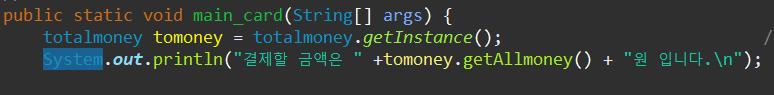 public static void main_card(String[] args) {
totalmoney tomoney = totalmoney.getInstance(); /
System.out.println("결제할 금액은 " +tomoney.getAllmoney() + "원 입니다.\n");